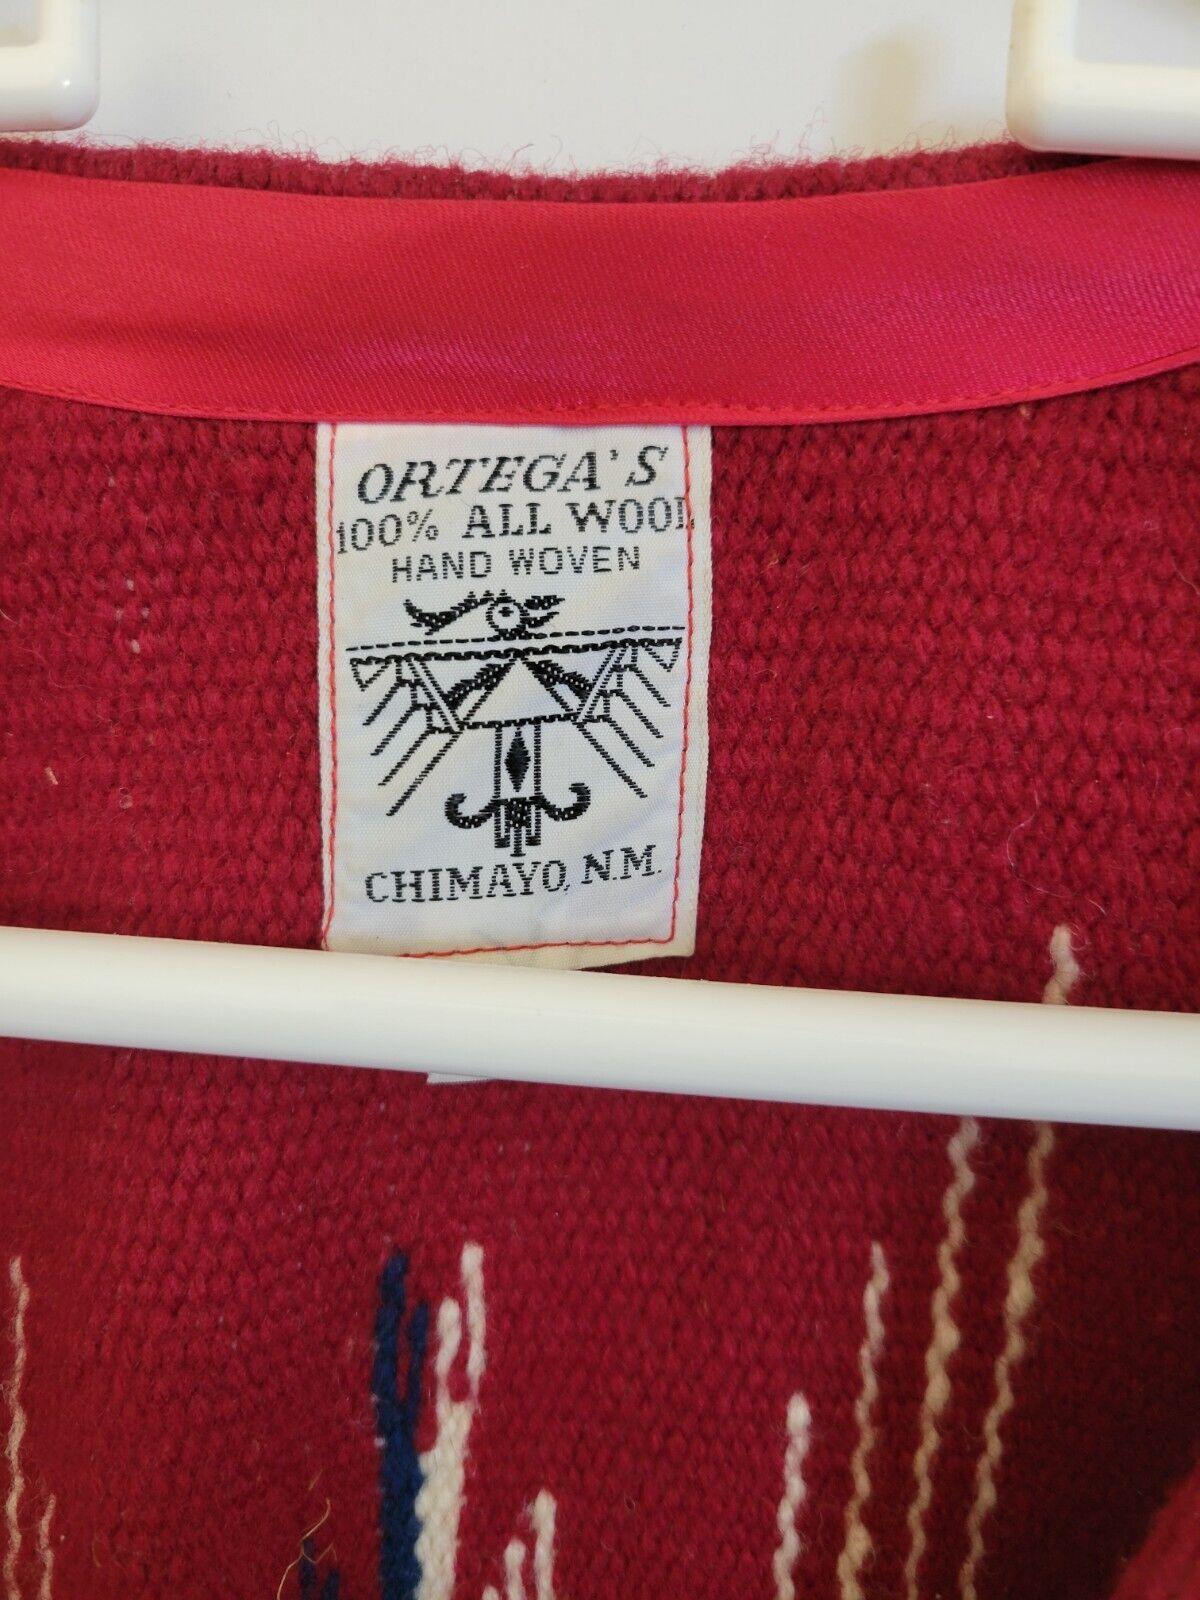 ORTEGA'S
100% ALL WOOL
HAND WOVEN
CHIMAYO, N.M.